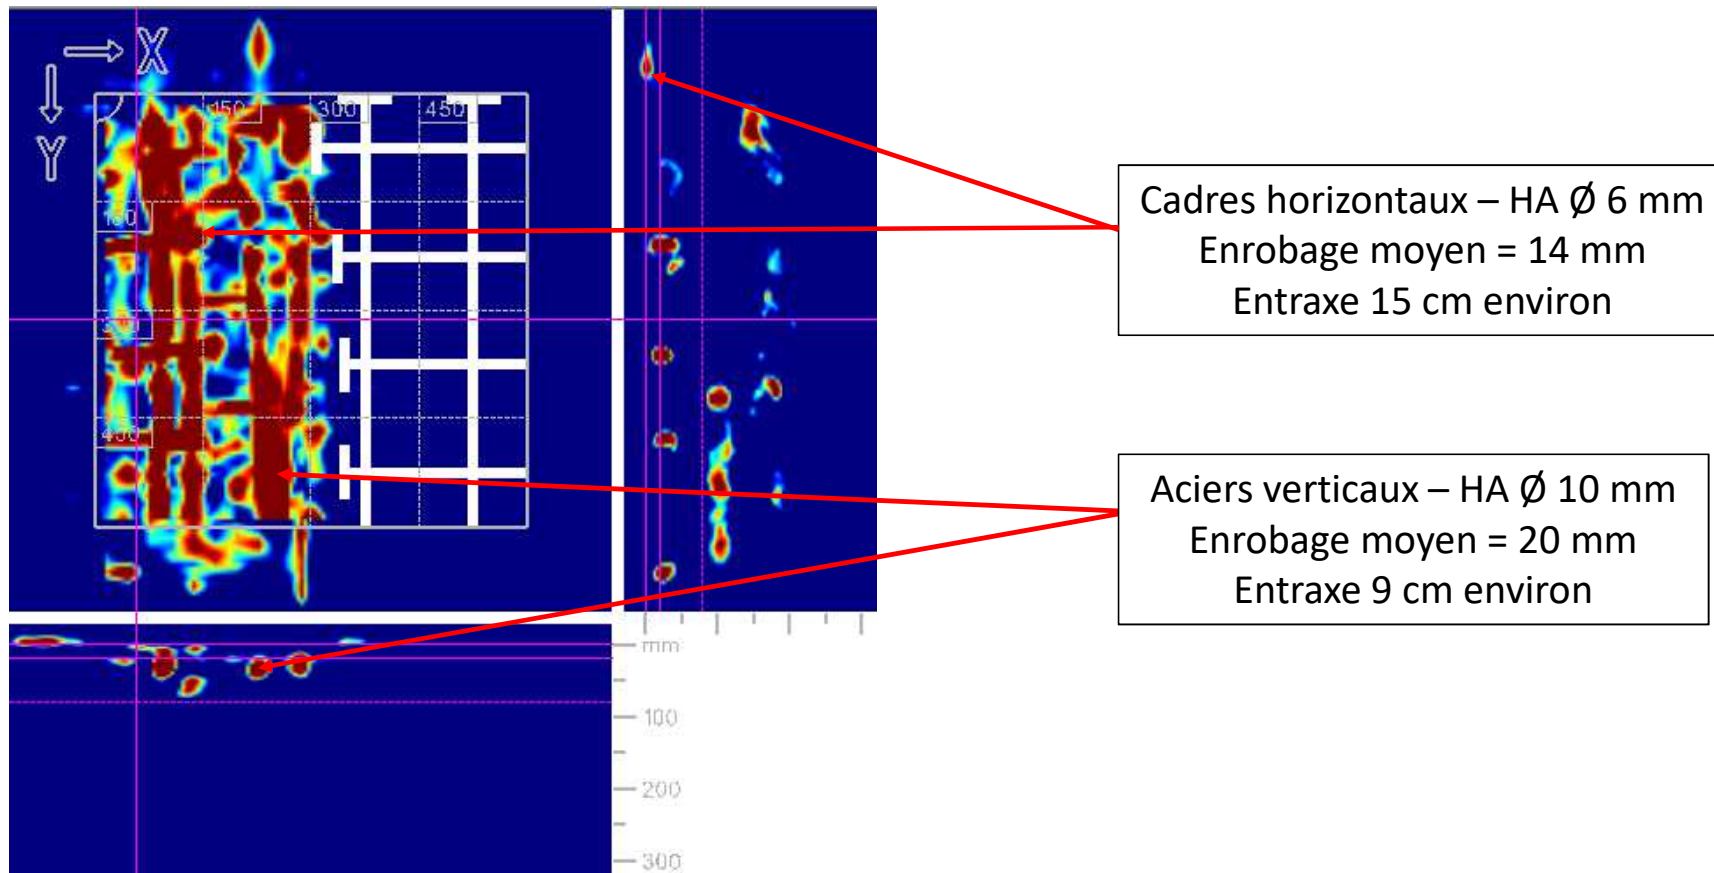 X
Y
150
300
450
150
300
450
mm
100
200
300
Cadres horizontaux – HA Ø 6 mm
Enrobage moyen = 14 mm
Entraxe 15 cm environ
Aciers verticaux – HA Ø 10 mm
Enrobage moyen = 20 mm
Entraxe 9 cm environ